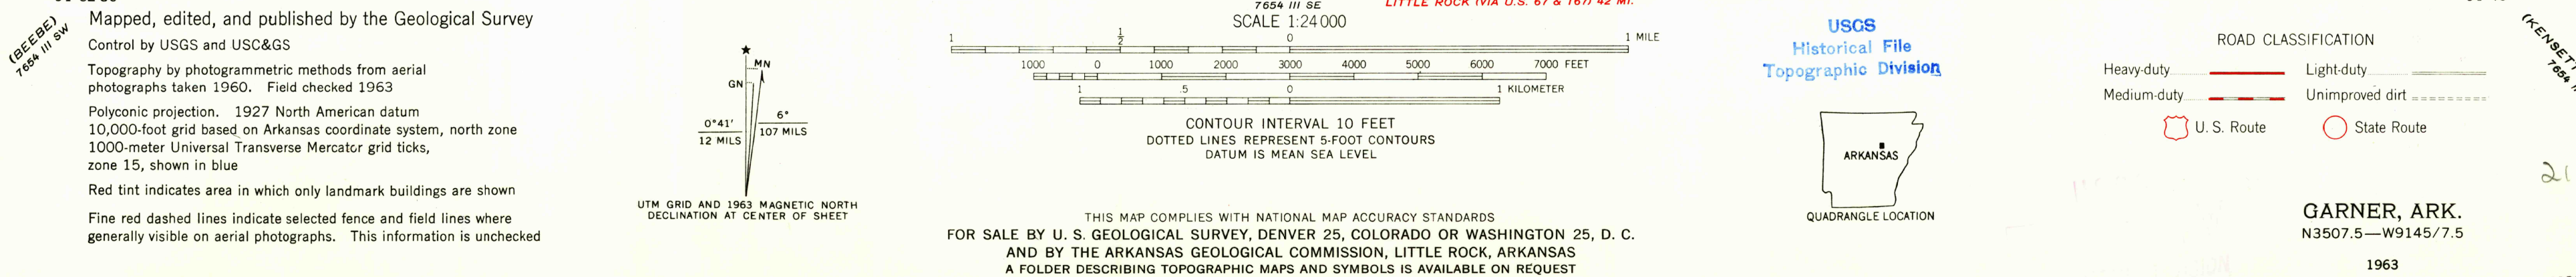 (BEEBE)
7654 III SW
Mapped, edited, and published by the Geological Survey
Control by USGS and USC&GS
Topography by photogrammetric methods from aerial
photographs taken 1960. Field checked 1963
Polyconic projection. 1927 North American datum
10,000-foot grid based on Arkansas coordinate system, north zone
1000-meter Universal Transverse Mercator grid ticks,
zone 15, shown in blue
Red tint indicates area in which only landmark buildings are shown
Fine red dashed lines indicate selected fence and field lines where
generally visible on aerial photographs. This information is unchecked
★
MN
GN
0°41'
12 MILS
6°
107 MILS
UTM GRID AND 1963 MAGNETIC NORTH
DECLINATION AT CENTER OF SHEET
7654 III SE
LITTLE ROCK (VIA U.S. 67 & 167) 42 MI.
SCALE 1:24 000
1 ½ 0 1 MILE
1000 0 1000 2000 3000 4000 5000 6000 7000 FEET
1 .5 0 1 KILOMETER
CONTOUR INTERVAL 10 FEET
DOTTED LINES REPRESENT 5-FOOT CONTOURS
DATUM IS MEAN SEA LEVEL
THIS MAP COMPLIES WITH NATIONAL MAP ACCURACY STANDARDS
FOR SALE BY U. S. GEOLOGICAL SURVEY, DENVER 25, COLORADO OR WASHINGTON 25, D. C.
AND BY THE ARKANSAS GEOLOGICAL COMMISSION, LITTLE ROCK, ARKANSAS
A FOLDER DESCRIBING TOPOGRAPHIC MAPS AND SYMBOLS IS AVAILABLE ON REQUEST
USGS
Historical File
Topographic Division
ARKANSAS
QUADRANGLE LOCATION
ROAD CLASSIFICATION
Heavy-duty Light-duty
Medium-duty Unimproved dirt
U. S. Route State Route
(KENSETT
7654
21
GARNER, ARK.
N3507.5—W9145/7.5
1963